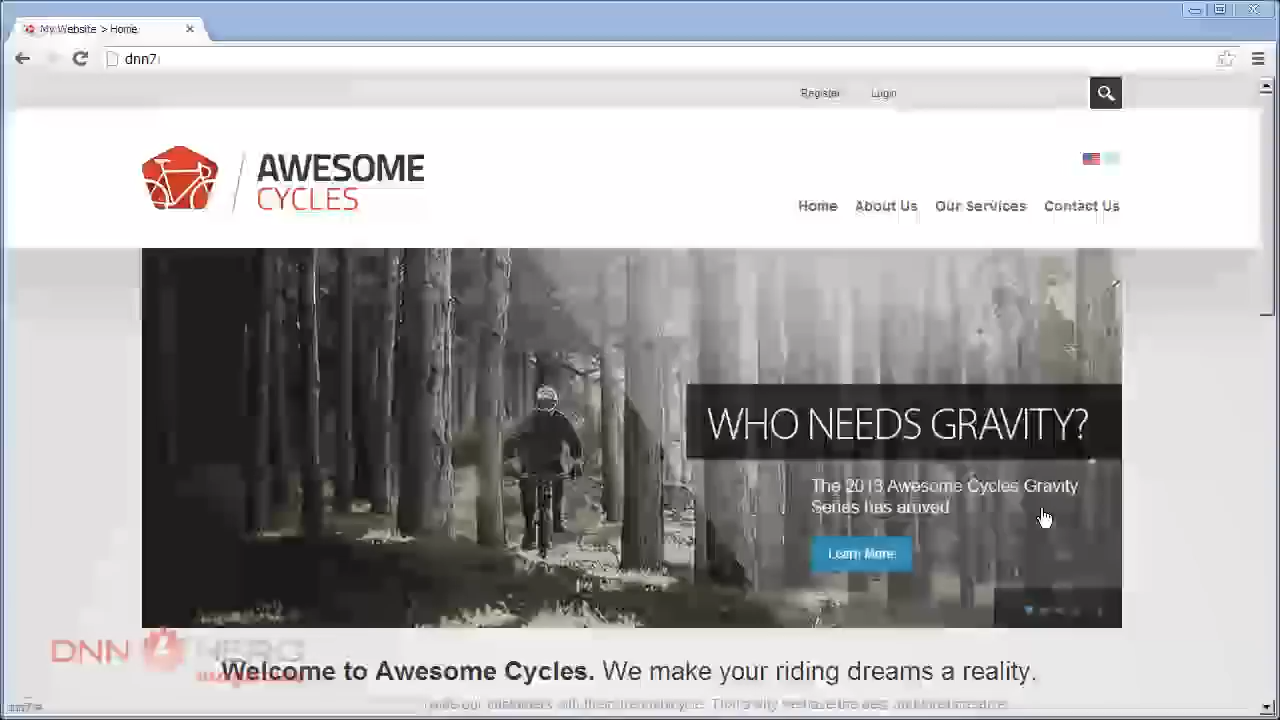 My Website > Home
dnn7
Register Login
AWESOME
CYCLES
Home About Us Our Services Contact Us
WHO NEEDS GRAVITY?
The 2013 Awesome Cycles Gravity
Series has arrived
Learn More
DNN HERO
Welcome to Awesome Cycles. We make your riding dreams a reality.